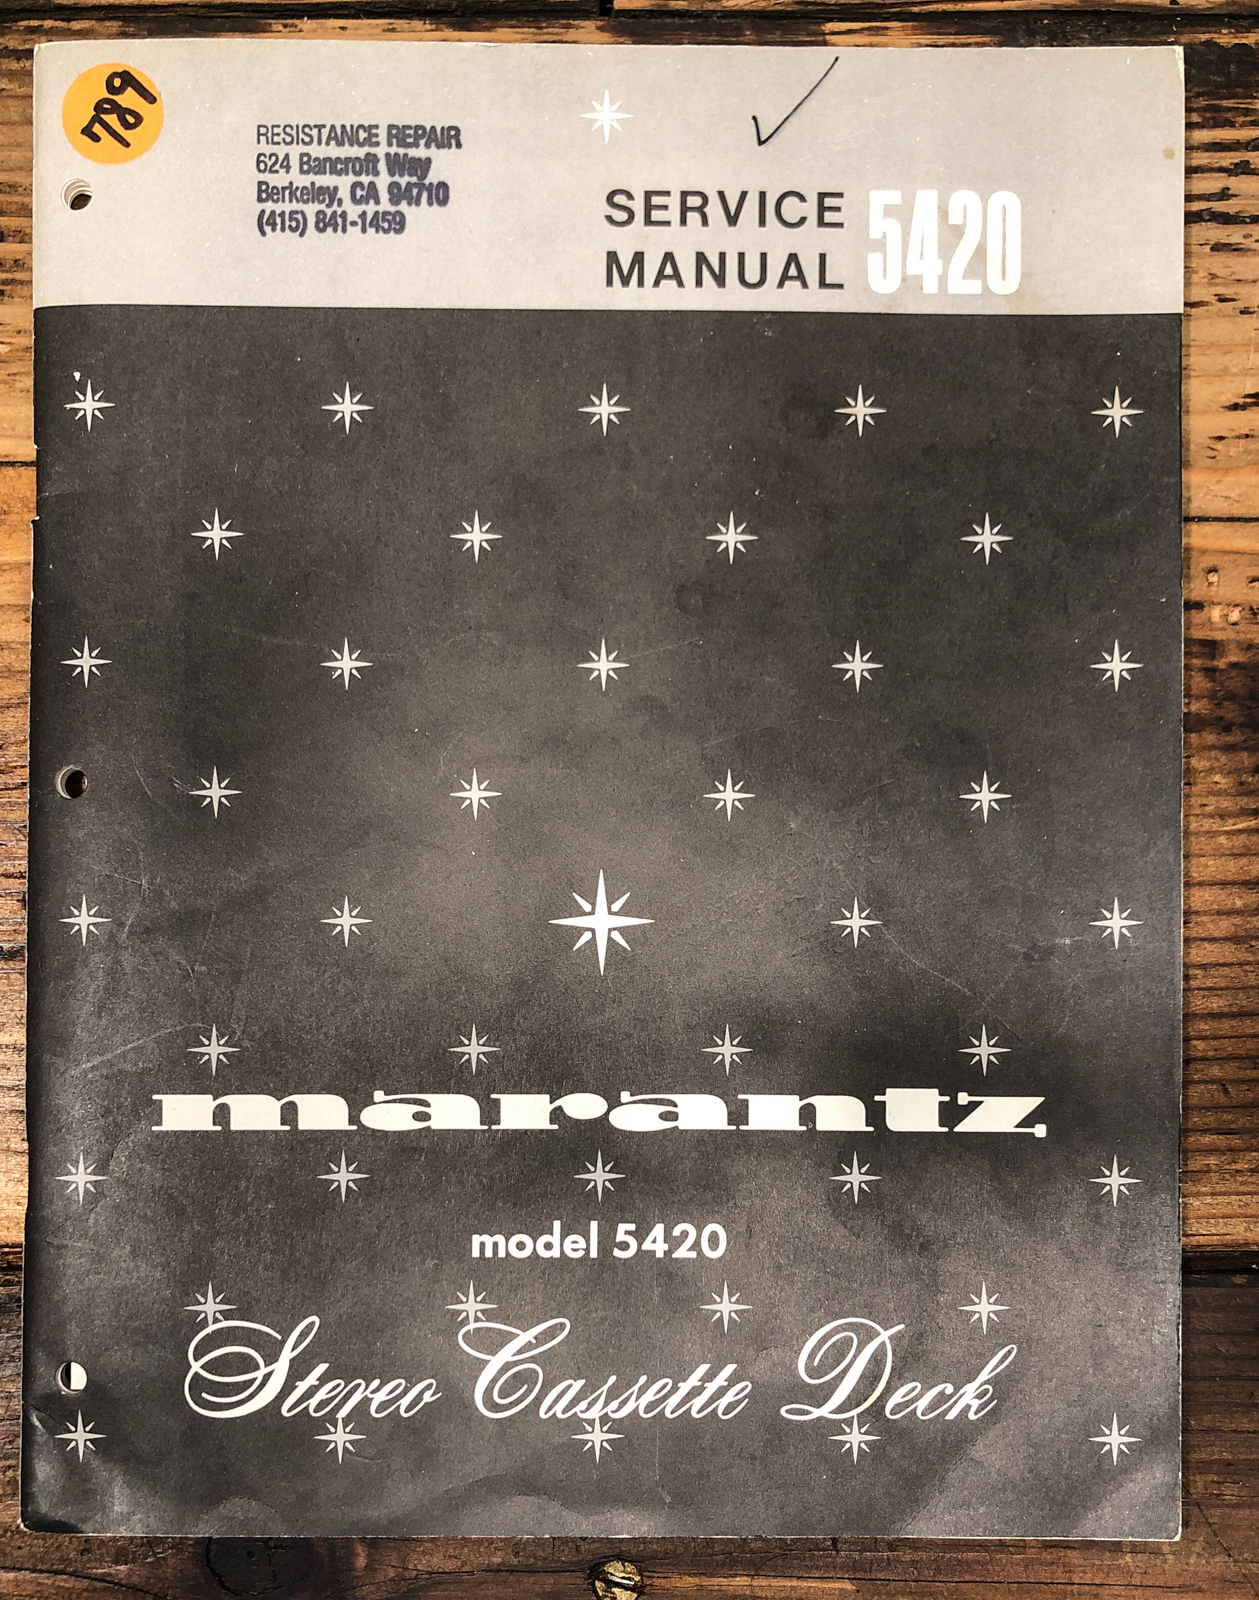 789
RESISTANCE REPAIR
624 Bancroft Way
Berkeley, CA 94710
(415) 841-1459
SERVICE
MANUAL 5420
marantz
model 5420
Stereo Cassette Deck